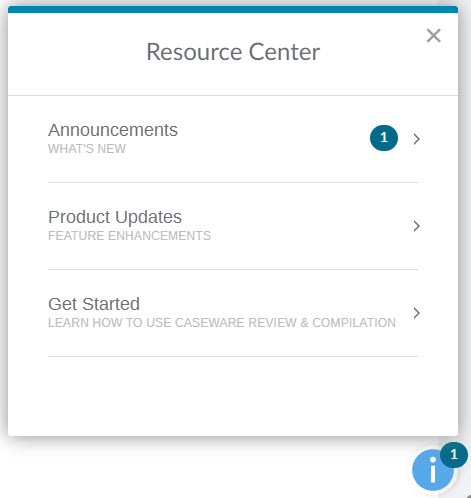 Resource Center
Announcements
WHAT'S NEW
1
Product Updates
FEATURE ENHANCEMENTS
Get Started
LEARN HOW TO USE CASEWARE REVIEW & COMPILATION
1